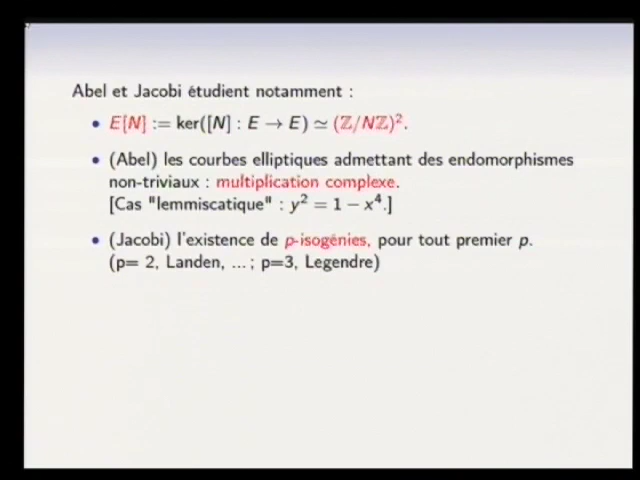 Abel et Jacobi étudient notamment :
• E[N] := ker([N] : E → E) ≃ (ℤ/Nℤ)².
• (Abel) les courbes elliptiques admettant des endomorphismes
non-triviaux : multiplication complexe.
[Cas "lemmiscatique" : y² = 1 − x⁴.]
• (Jacobi) l'existence de p-isogénies, pour tout premier p.
(p= 2, Landen, ... ; p=3, Legendre)